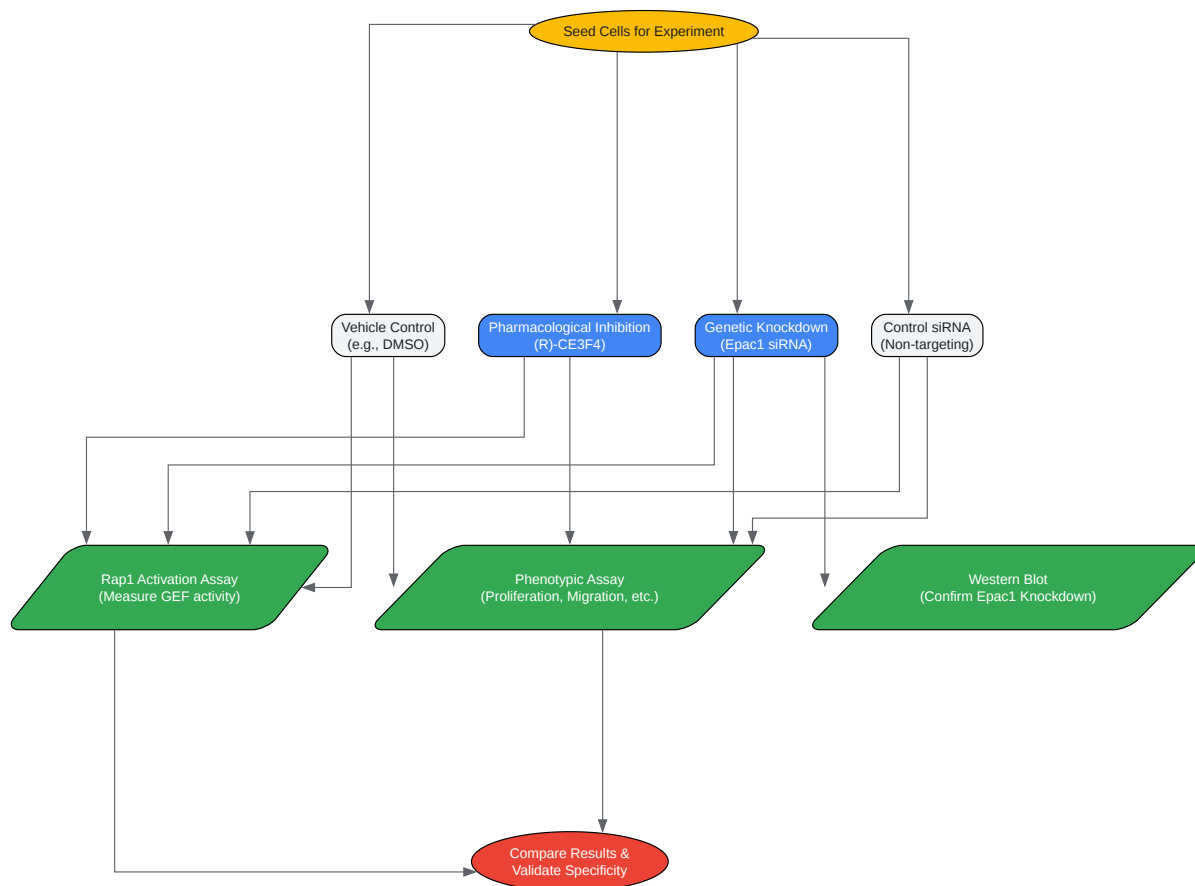 Seed Cells for Experiment
Vehicle Control
(e.g., DMSO)
Pharmacological Inhibition
(R)-CE3F4)
Genetic Knockdown
(Epac1 siRNA)
Control siRNA
(Non-targeting)
Rap1 Activation Assay
(Measure GEF activity)
Phenotypic Assay
(Proliferation, Migration, etc.)
Western Blot
(Confirm Epac1 Knockdown)
Compare Results &
Validate Specificity